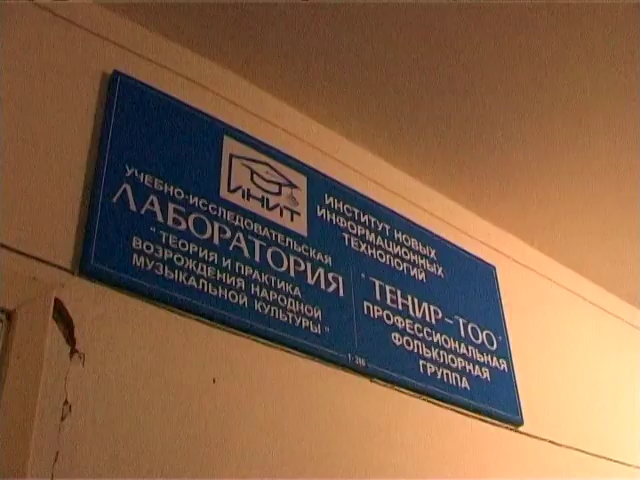 ИНИТ
УЧЕБНО-ИССЛЕДОВАТЕЛЬСКАЯ
ЛАБОРАТОРИЯ
"ТЕОРИЯ И ПРАКТИКА
ВОЗРОЖДЕНИЯ НАРОДНОЙ
МУЗЫКАЛЬНОЙ КУЛЬТУРЫ"
ИНСТИТУТ НОВЫХ
ИНФОРМАЦИОННЫХ
ТЕХНОЛОГИЙ
"ТЕНИР-ТОО"
ПРОФЕССИОНАЛЬНАЯ
ФОЛЬКЛОРНАЯ
ГРУППА